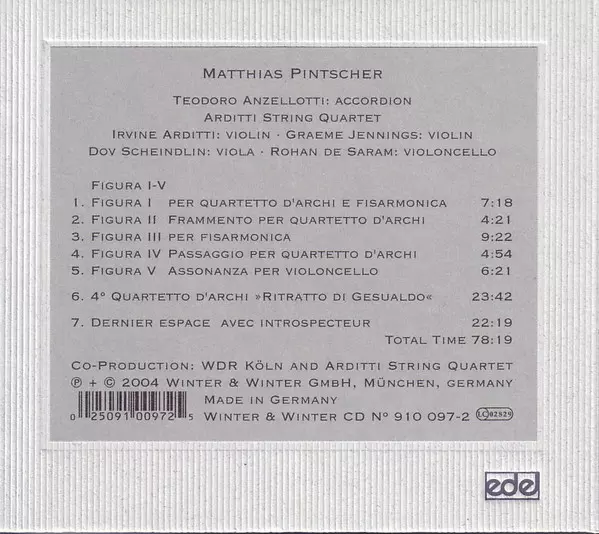 Matthias Pintscher
Teodoro Anzellotti: accordion
Arditti String Quartet
Irvine Arditti: violin · Graeme Jennings: violin
Dov Scheindlin: viola · Rohan de Saram: violoncello
Figura I-V
1. Figura I per quartetto d'archi e fisarmonica 7:18
2. Figura II Frammento per quartetto d'archi 4:21
3. Figura III per fisarmonica 9:22
4. Figura IV Passaggio per quartetto d'archi 4:54
5. Figura V Assonanza per violoncello 6:21
6. 4° Quartetto d'archi »Ritratto di Gesualdo« 23:42
7. Dernier espace avec introspecteur 22:19
Total Time 78:19
Co-Production: WDR Köln and Arditti String Quartet
℗ + © 2004 Winter & Winter GmbH, München, Germany
Made in Germany
0 25091 00972 5
Winter & Winter CD N° 910 097-2 LC 02829
edel